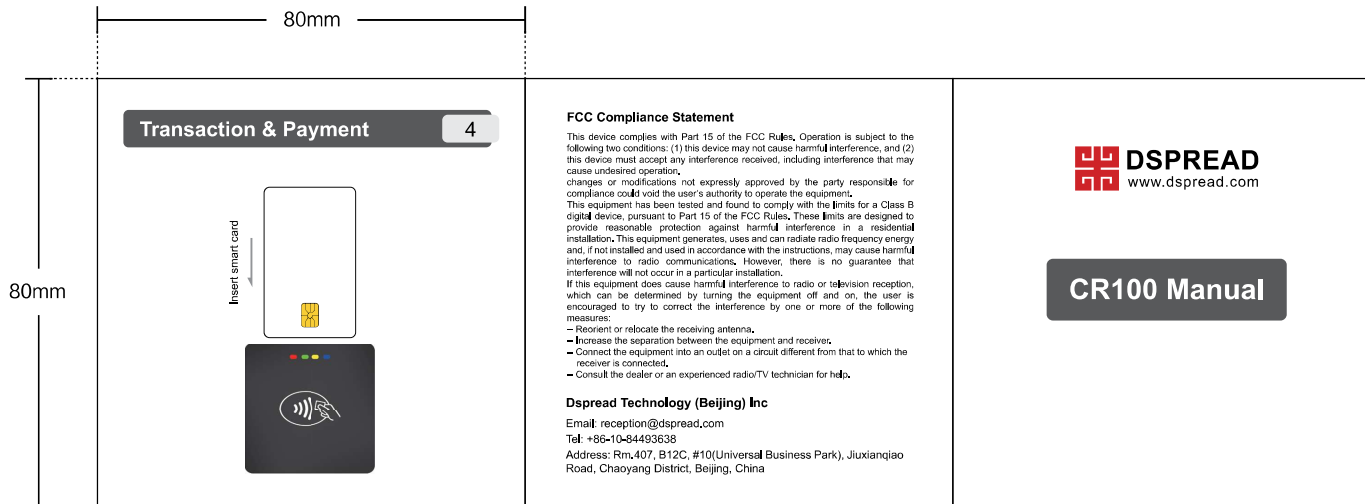 80mm
80mm
Transaction & Payment 4
Insert smart card
FCC Compliance Statement
This device complies with Part 15 of the FCC Rules. Operation is subject to the
following two conditions: (1) this device may not cause harmful interference, and (2)
this device must accept any interference received, including interference that may
cause undesired operation.
changes or modifications not expressly approved by the party responsible for
compliance could void the user's authority to operate the equipment.
This equipment has been tested and found to comply with the limits for a Class B
digital device, pursuant to Part 15 of the FCC Rules. These limits are designed to
provide reasonable protection against harmful interference in a residential
installation. This equipment generates, uses and can radiate radio frequency energy
and, if not installed and used in accordance with the instructions, may cause harmful
interference to radio communications. However, there is no guarantee that
interference will not occur in a particular installation.
If this equipment does cause harmful interference to radio or television reception,
which can be determined by turning the equipment off and on, the user is
encouraged to try to correct the interference by one or more of the following
measures:
– Reorient or relocate the receiving antenna.
– Increase the separation between the equipment and receiver.
– Connect the equipment into an outlet on a circuit different from that to which the
receiver is connected.
– Consult the dealer or an experienced radio/TV technician for help.
Dspread Technology (Beijing) Inc
Email: reception@dspread.com
Tel: +86-10-84493638
Address: Rm.407, B12C, #10(Universal Business Park), Jiuxianqiao
Road, Chaoyang District, Beijing, China
DSPREAD
www.dspread.com
CR100 Manual